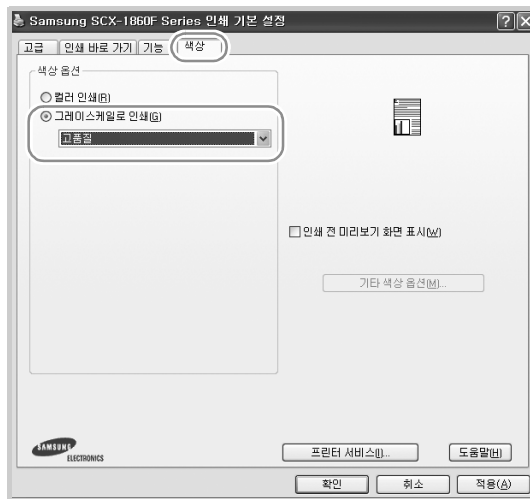 Samsung SCX-1860F Series 인쇄 기본 설정
고급 인쇄 바로 가기 기능 색상
색상 옵션
컬러 인쇄(R)
그레이스케일로 인쇄(G)
고품질
인쇄 전 미리보기 화면 표시(W)
기타 색상 옵션(M)...
SAMSUNG
ELECTRONICS
프린터 서비스(I)...
도움말(H)
확인 취소 적용(A)